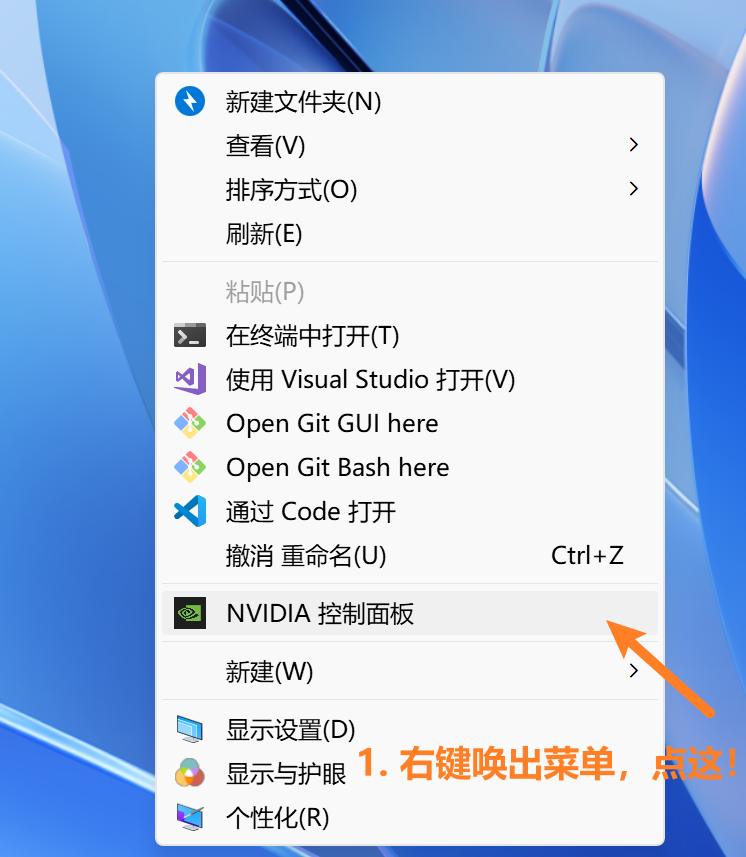 新建文件夹(N)
查看(V)
排序方式(O)
刷新(E)
粘贴(P)
在终端中打开(T)
使用 Visual Studio 打开(V)
Open Git GUI here
Open Git Bash here
通过 Code 打开
撤消 重命名(U) Ctrl+Z
NVIDIA 控制面板
新建(W)
显示设置(D)
1. 右键唤出菜单，点这！
显示与护眼
个性化(R)